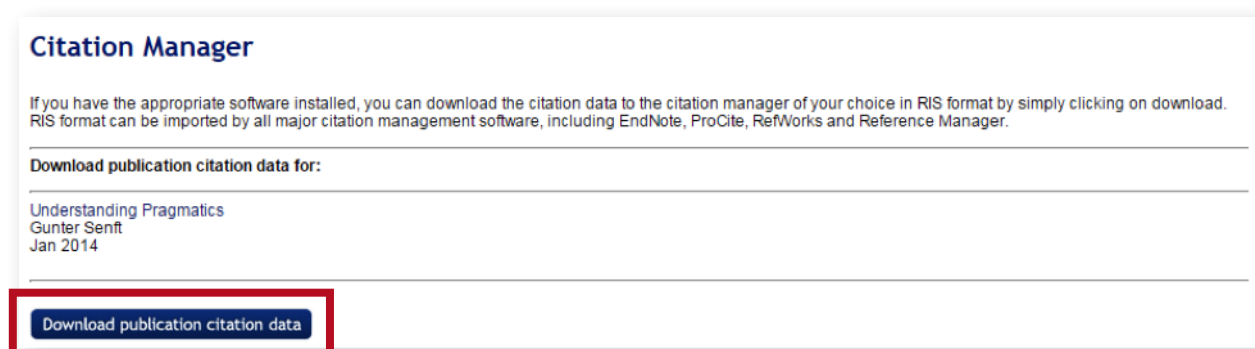 Citation Manager
If you have the appropriate software installed, you can download the citation data to the citation manager of your choice in RIS format by simply clicking on download.
RIS format can be imported by all major citation management software, including EndNote, ProCite, RefWorks and Reference Manager.
Download publication citation data for:
Understanding Pragmatics
Gunter Senft
Jan 2014
Download publication citation data